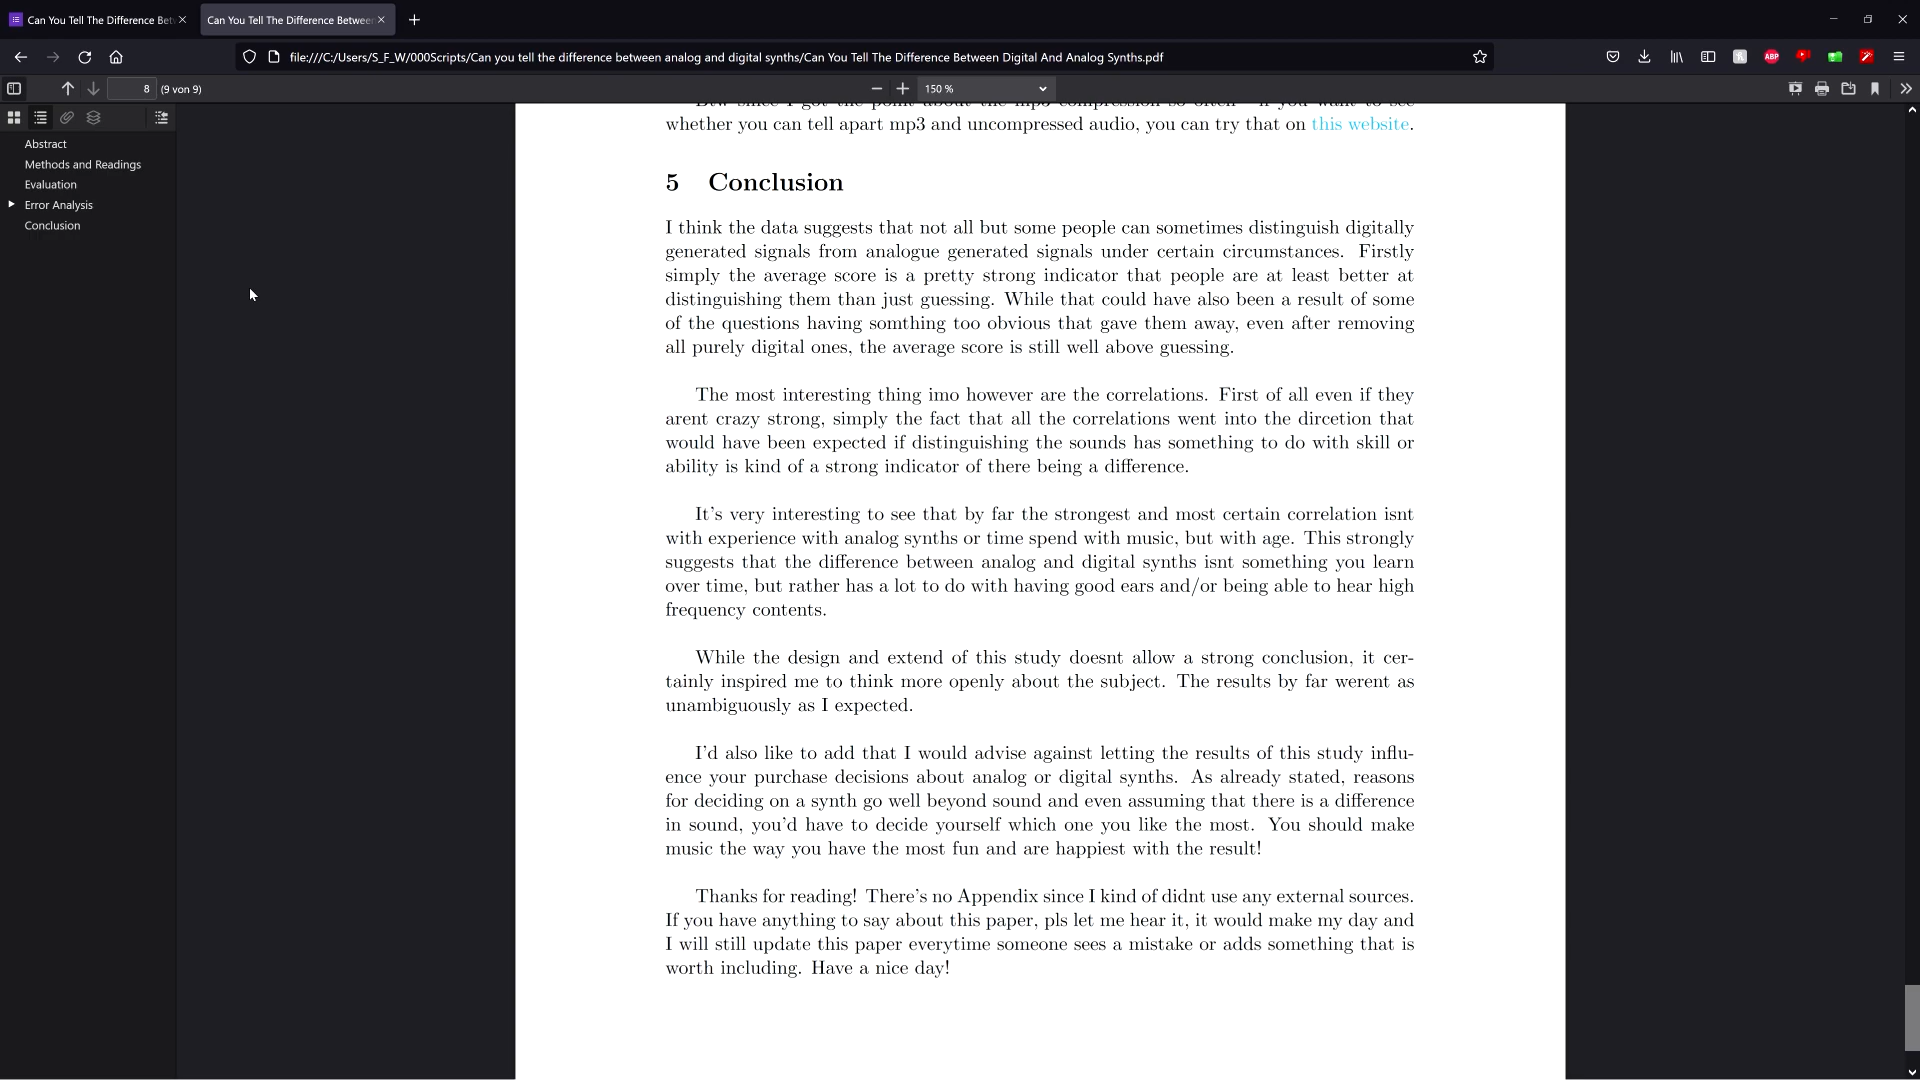 Can You Tell The Difference Bet
Can You Tell The Difference Between
file:///C:/Users/S_F_W/000Scripts/Can you tell the difference between analog and digital synths/Can You Tell The Difference Between Digital And Analog Synths.pdf
ABP
8 (9 von 9)
150 %
Abstract
Methods and Readings
Evaluation
Error Analysis
Conclusion
Btw since I got the point about the mp3 compression so often - if you want to see
whether you can tell apart mp3 and uncompressed audio, you can try that on this website.
5 Conclusion
I think the data suggests that not all but some people can sometimes distinguish digitally
generated signals from analogue generated signals under certain circumstances. Firstly
simply the average score is a pretty strong indicator that people are at least better at
distinguishing them than just guessing. While that could have also been a result of some
of the questions having somthing too obvious that gave them away, even after removing
all purely digital ones, the average score is still well above guessing.
The most interesting thing imo however are the correlations. First of all even if they
arent crazy strong, simply the fact that all the correlations went into the dircetion that
would have been expected if distinguishing the sounds has something to do with skill or
ability is kind of a strong indicator of there being a difference.
It's very interesting to see that by far the strongest and most certain correlation isnt
with experience with analog synths or time spend with music, but with age. This strongly
suggests that the difference between analog and digital synths isnt something you learn
over time, but rather has a lot to do with having good ears and/or being able to hear high
frequency contents.
While the design and extend of this study doesnt allow a strong conclusion, it cer-
tainly inspired me to think more openly about the subject. The results by far werent as
unambiguously as I expected.
I'd also like to add that I would advise against letting the results of this study influ-
ence your purchase decisions about analog or digital synths. As already stated, reasons
for deciding on a synth go well beyond sound and even assuming that there is a difference
in sound, you'd have to decide yourself which one you like the most. You should make
music the way you have the most fun and are happiest with the result!
Thanks for reading! There's no Appendix since I kind of didnt use any external sources.
If you have anything to say about this paper, pls let me hear it, it would make my day and
I will still update this paper everytime someone sees a mistake or adds something that is
worth including. Have a nice day!